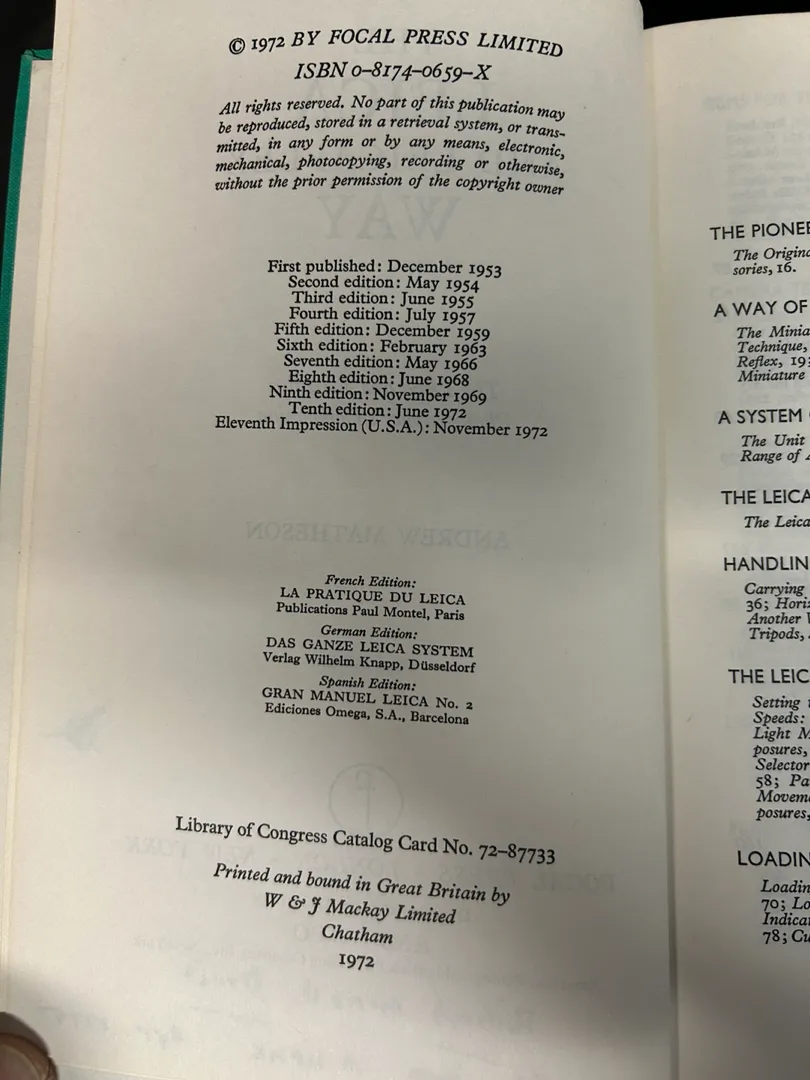 © 1972 BY FOCAL PRESS LIMITED
ISBN 0–8174–0659–X
All rights reserved. No part of this publication may
be reproduced, stored in a retrieval system, or trans-
mitted, in any form or by any means, electronic,
mechanical, photocopying, recording or otherwise,
without the prior permission of the copyright owner
WAY
First published: December 1953
Second edition: May 1954
Third edition: June 1955
Fourth edition: July 1957
Fifth edition: December 1959
Sixth edition: February 1963
Seventh edition: May 1966
Eighth edition: June 1968
Ninth edition: November 1969
Tenth edition: June 1972
Eleventh Impression (U.S.A.): November 1972
ANDREW MATHESON
French Edition:
LA PRATIQUE DU LEICA
Publications Paul Montel, Paris
German Edition:
DAS GANZE LEICA SYSTEM
Verlag Wilhelm Knapp, Düsseldorf
Spanish Edition:
GRAN MANUEL LEICA No. 2
Ediciones Omega, S.A., Barcelona
Library of Congress Catalog Card No. 72–87733
Printed and bound in Great Britain by
W & J Mackay Limited
Chatham
1972
THE PIONEE
The Origina
sories, 16.
A WAY OF
The Minia
Technique,
Reflex, 19;
Miniature
A SYSTEM
The Unit
Range of
THE LEICA
The Leica
HANDLIN
Carrying
36; Horiz
Another
Tripods,
THE LEIC
Setting
Speeds:
Light M
posures,
Selector
58; Pa
Movem
posures,
LOADIN
Loadin
70; Lo
Indicat
78; Cu